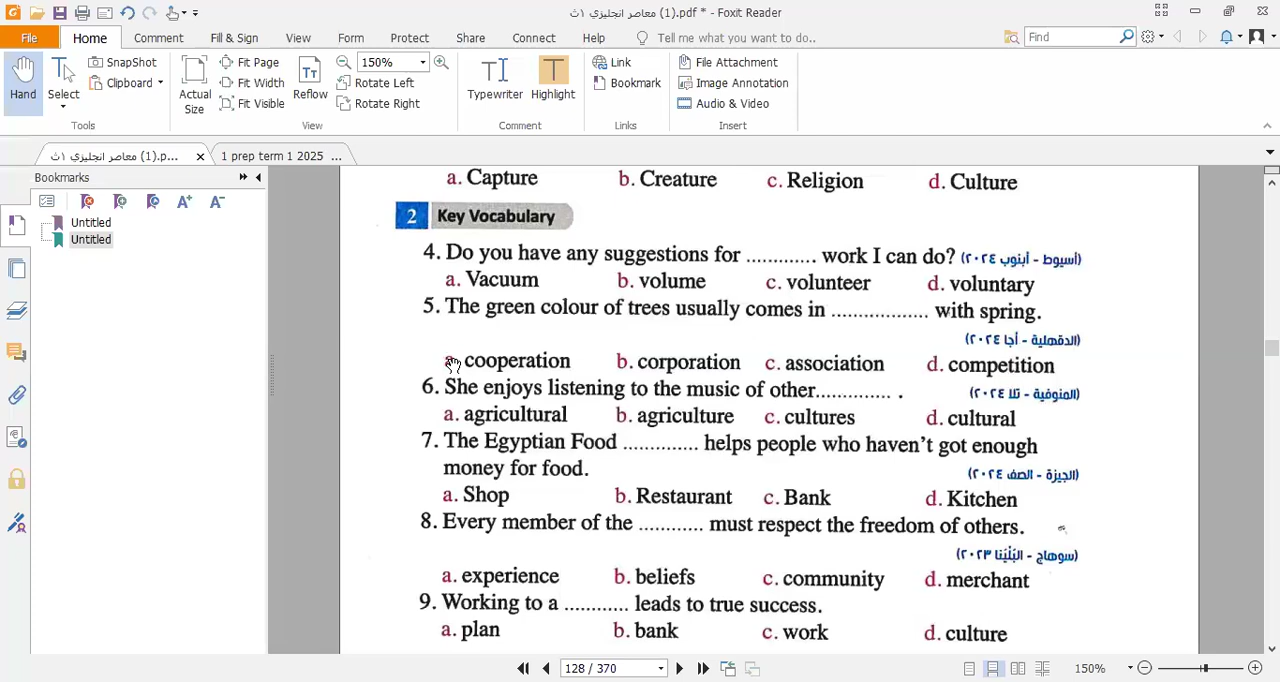 معاصر انجليزي ١ث (1).pdf * - Foxit Reader
File Home Comment Fill & Sign View Form Protect Share Connect Help Tell me what you want to do.. Find
Hand
Select
SnapShot
Clipboard
Actual Size
Fit Page
Fit Width
Fit Visible
Reflow
150%
Rotate Left
Rotate Right
Typewriter
Highlight
Link
Bookmark
File Attachment
Image Annotation
Audio & Video
Tools View Comment Links Insert
معاصر انجليزي ١ث (1).p... 1 prep term 1 2025 ...
Bookmarks
Untitled
Untitled
a. Capture b. Creature c. Religion d. Culture
2 Key Vocabulary
4. Do you have any suggestions for ............. work I can do? (أسيوط - أبنوب ٢٠٢٤)
a. Vacuum b. volume c. volunteer d. voluntary
5. The green colour of trees usually comes in .................. with spring.
(الدقهلية - أجا ٢٠٢٤)
a. cooperation b. corporation c. association d. competition
6. She enjoys listening to the music of other.............. .
(المنوفية - تلا ٢٠٢٤)
a. agricultural b. agriculture c. cultures d. cultural
7. The Egyptian Food .............. helps people who haven't got enough
money for food. (الجيزة - الصف ٢٠٢٤)
a. Shop b. Restaurant c. Bank d. Kitchen
8. Every member of the ............ must respect the freedom of others.
(سوهاج - البُلْيَنا ٢٠٢٣)
a. experience b. beliefs c. community d. merchant
9. Working to a ............ leads to true success.
a. plan b. bank c. work d. culture
128 / 370 150%